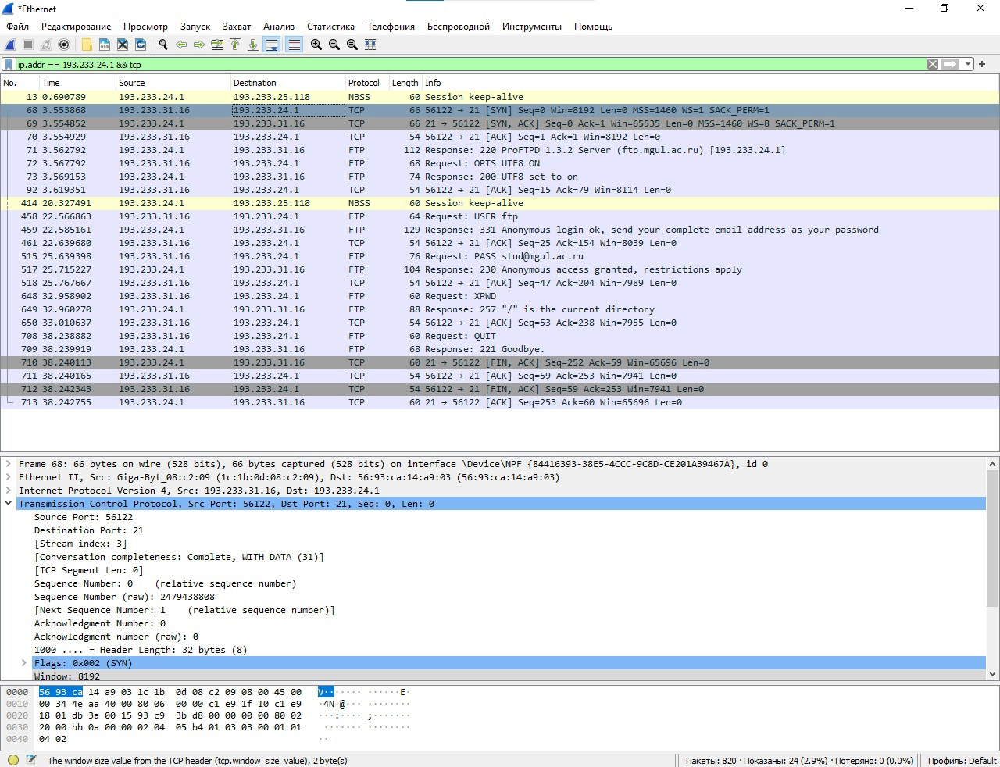 *Ethernet
Файл Редактирование Просмотр Запуск Захват Анализ Статистика Телефония Беспроводной Инструменты Помощь
ip.addr == 193.233.24.1 && tcp
No. Time Source Destination Protocol Length Info
13 0.690789 193.233.24.1 193.233.25.118 NBSS 60 Session keep-alive
68 3.553868 193.233.31.16 193.233.24.1 TCP 66 56122 → 21 [SYN] Seq=0 Win=8192 Len=0 MSS=1460 WS=1 SACK_PERM=1
69 3.554852 193.233.24.1 193.233.31.16 TCP 66 21 → 56122 [SYN, ACK] Seq=0 Ack=1 Win=65535 Len=0 MSS=1460 WS=8 SACK_PERM=1
70 3.554929 193.233.31.16 193.233.24.1 TCP 54 56122 → 21 [ACK] Seq=1 Ack=1 Win=8192 Len=0
71 3.562792 193.233.24.1 193.233.31.16 FTP 112 Response: 220 ProFTPD 1.3.2 Server (ftp.mgul.ac.ru) [193.233.24.1]
72 3.567792 193.233.31.16 193.233.24.1 FTP 68 Request: OPTS UTF8 ON
73 3.569153 193.233.24.1 193.233.31.16 FTP 74 Response: 200 UTF8 set to on
92 3.619351 193.233.31.16 193.233.24.1 TCP 54 56122 → 21 [ACK] Seq=15 Ack=79 Win=8114 Len=0
414 20.327491 193.233.24.1 193.233.25.118 NBSS 60 Session keep-alive
458 22.566863 193.233.31.16 193.233.24.1 FTP 64 Request: USER ftp
459 22.585161 193.233.24.1 193.233.31.16 FTP 129 Response: 331 Anonymous login ok, send your complete email address as your password
461 22.639680 193.233.31.16 193.233.24.1 TCP 54 56122 → 21 [ACK] Seq=25 Ack=154 Win=8039 Len=0
515 25.639398 193.233.31.16 193.233.24.1 FTP 76 Request: PASS stud@mgul.ac.ru
517 25.715227 193.233.24.1 193.233.31.16 FTP 104 Response: 230 Anonymous access granted, restrictions apply
518 25.767667 193.233.31.16 193.233.24.1 TCP 54 56122 → 21 [ACK] Seq=47 Ack=204 Win=7989 Len=0
648 32.958902 193.233.31.16 193.233.24.1 FTP 60 Request: XPWD
649 32.960270 193.233.24.1 193.233.31.16 FTP 88 Response: 257 "/" is the current directory
650 33.010637 193.233.31.16 193.233.24.1 TCP 54 56122 → 21 [ACK] Seq=53 Ack=238 Win=7955 Len=0
708 38.238882 193.233.31.16 193.233.24.1 FTP 60 Request: QUIT
709 38.239919 193.233.24.1 193.233.31.16 FTP 68 Response: 221 Goodbye.
710 38.240113 193.233.24.1 193.233.31.16 TCP 60 21 → 56122 [FIN, ACK] Seq=252 Ack=59 Win=65696 Len=0
711 38.240165 193.233.31.16 193.233.24.1 TCP 54 56122 → 21 [ACK] Seq=59 Ack=253 Win=7941 Len=0
712 38.242343 193.233.31.16 193.233.24.1 TCP 54 56122 → 21 [FIN, ACK] Seq=59 Ack=253 Win=7941 Len=0
713 38.242755 193.233.24.1 193.233.31.16 TCP 60 21 → 56122 [ACK] Seq=253 Ack=60 Win=65696 Len=0
Frame 68: 66 bytes on wire (528 bits), 66 bytes captured (528 bits) on interface \Device\NPF_{84416393-38E5-4CCC-9C8D-CE201A39467A}, id 0
Ethernet II, Src: Giga-Byt_08:c2:09 (1c:1b:0d:08:c2:09), Dst: 56:93:ca:14:a9:03 (56:93:ca:14:a9:03)
Internet Protocol Version 4, Src: 193.233.31.16, Dst: 193.233.24.1
Transmission Control Protocol, Src Port: 56122, Dst Port: 21, Seq: 0, Len: 0
Source Port: 56122
Destination Port: 21
[Stream index: 3]
[Conversation completeness: Complete, WITH_DATA (31)]
[TCP Segment Len: 0]
Sequence Number: 0 (relative sequence number)
Sequence Number (raw): 2479438808
[Next Sequence Number: 1 (relative sequence number)]
Acknowledgment Number: 0
Acknowledgment number (raw): 0
1000 .... = Header Length: 32 bytes (8)
Flags: 0x002 (SYN)
Window: 8192
0000 56 93 ca 14 a9 03 1c 1b 0d 08 c2 09 08 00 45 00 V······· ······E·
0010 00 34 4e aa 40 00 80 06 00 00 c1 e9 1f 10 c1 e9 ·4N·@··· ········
0020 18 01 db 3a 00 15 93 c9 3b d8 00 00 00 00 80 02 ···:···· ;·······
0030 20 00 bb 0a 00 00 02 04 05 b4 01 03 03 00 01 01 ······· ········
0040 04 02 ··
The window size value from the TCP header (tcp.window_size_value), 2 byte(s) Пакеты: 820 · Показаны: 24 (2.9%) · Потеряно: 0 (0.0%) Профиль: Default